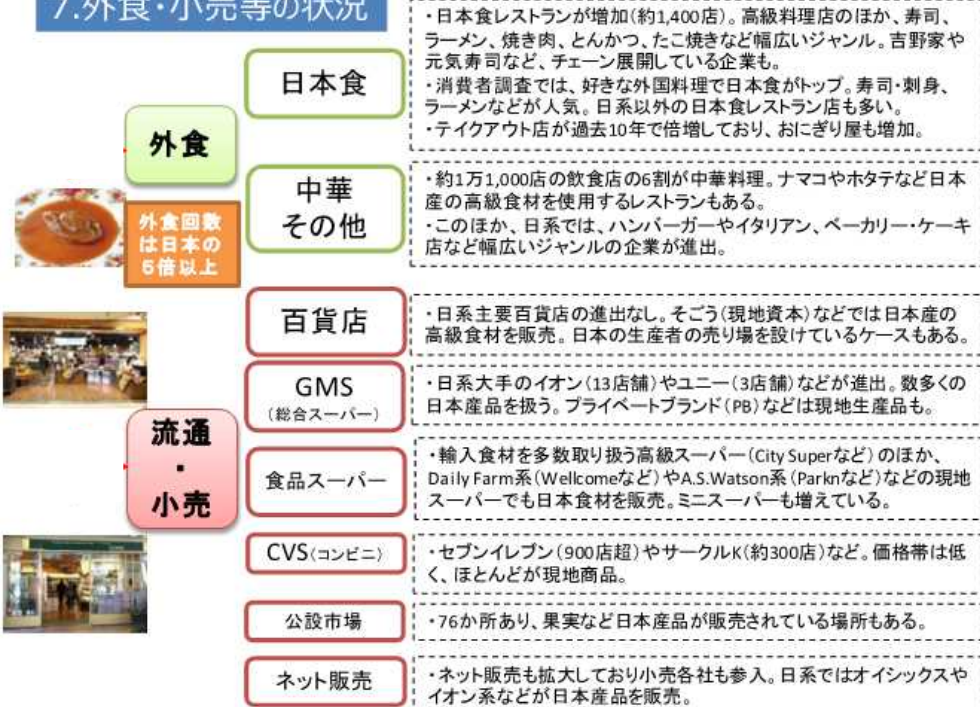 7.外食・小売等の状況
外食
外食回数
は日本の
5倍以上
日本食
・日本食レストランが増加(約1,400店)。高級料理店のほか、寿司、
ラーメン、焼き肉、とんかつ、たこ焼きなど幅広いジャンル。吉野家や
元気寿司など、チェーン展開している企業も。
・消費者調査では、好きな外国料理で日本食がトップ。寿司・刺身、
ラーメンなどが人気。日系以外の日本食レストラン店も多い。
・テイクアウト店が過去10年で倍増しており、おにぎり屋も増加。
中華
その他
・約1万1,000店の飲食店の6割が中華料理。ナマコやホタテなど日本
産の高級食材を使用するレストランもある。
・このほか、日系では、ハンバーガーやイタリアン、ベーカリー・ケーキ
店など幅広いジャンルの企業が進出。
流通
・
小売
百貨店
・日系主要百貨店の進出なし。そごう(現地資本)などでは日本産の
高級食材を販売。日本の生産者の売り場を設けているケースもある。
GMS
(総合スーパー)
・日系大手のイオン(13店舗)やユニー(3店舗)などが進出。数多くの
日本産品を扱う。プライベートブランド(PB)などは現地生産品も。
食品スーパー
・輸入食材を多数取り扱う高級スーパー(City Superなど)のほか、
Daily Farm系(Wellcomeなど)やA.S.Watson系(Parknなど)などの現地
スーパーでも日本食材を販売。ミニスーパーも増えている。
CVS(コンビニ)
・セブンイレブン(900店超)やサークルK(約300店)など。価格帯は低
く、ほとんどが現地商品。
公設市場
・76か所あり、果実など日本産品が販売されている場所もある。
ネット販売
・ネット販売も拡大しており小売各社も参入。日系ではオイシックスや
イオン系などが日本産品を販売。